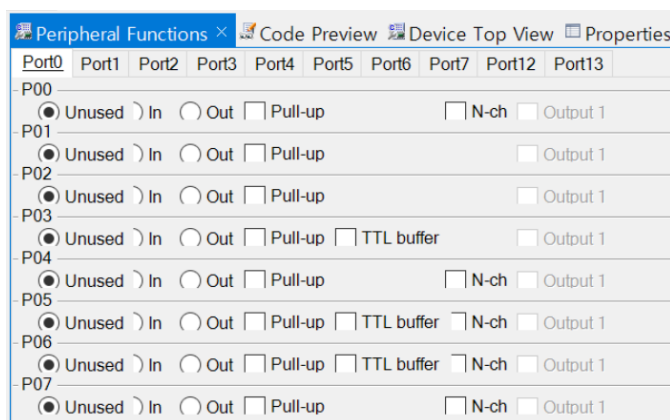 Peripheral Functions × Code Preview Device Top View Properties
Port0 Port1 Port2 Port3 Port4 Port5 Port6 Port7 Port12 Port13
P00
Unused In Out Pull-up N-ch Output 1
P01
Unused In Out Pull-up Output 1
P02
Unused In Out Pull-up Output 1
P03
Unused In Out Pull-up TTL buffer Output 1
P04
Unused In Out Pull-up N-ch Output 1
P05
Unused In Out Pull-up TTL buffer N-ch Output 1
P06
Unused In Out Pull-up TTL buffer N-ch Output 1
P07
Unused In Out Pull-up N-ch Output 1